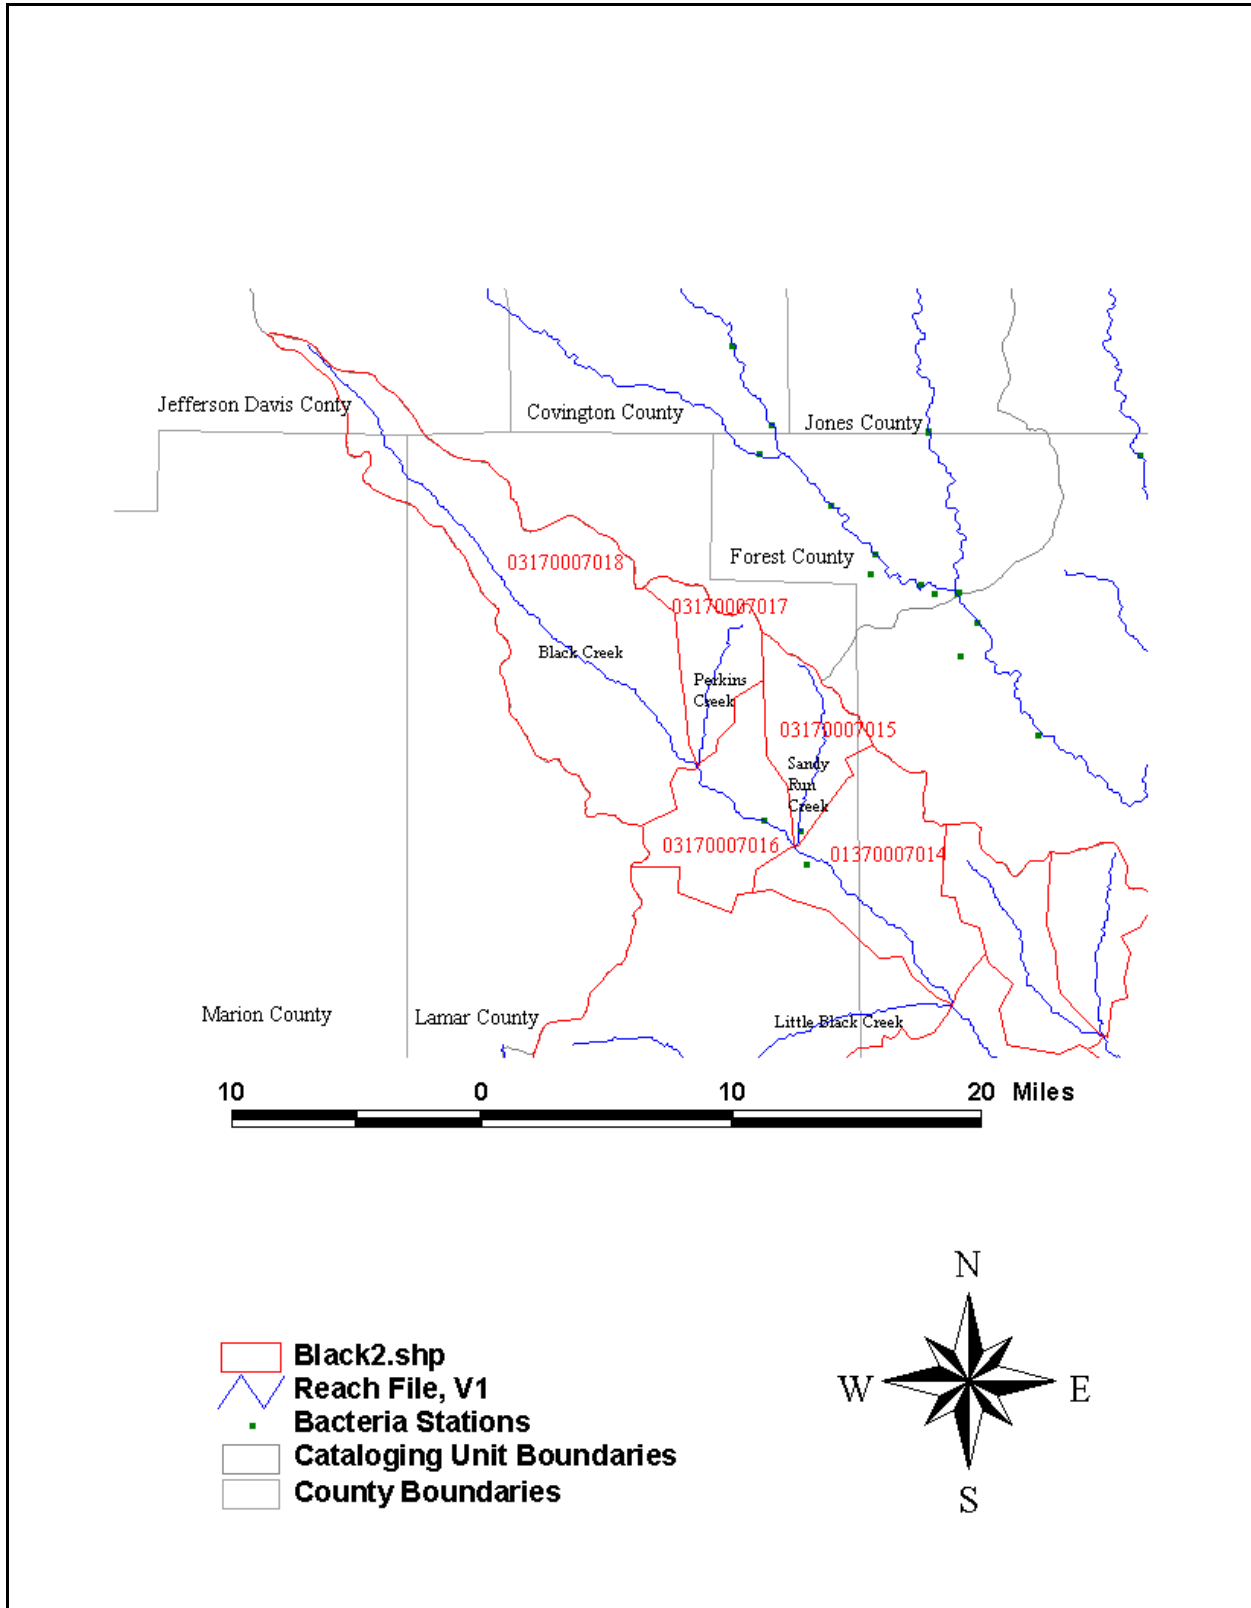 Jefferson Davis Conty
Covington County
Jones County
Forest County
03170007018
03170007017
Black Creek
Perkins
Creek
03170007015
Sandy
Run
Creek
03170007016
01370007014
Marion County
Lamar County
Little Black Creek
10 0 10 20 Miles
N
W E
S
Black2.shp
Reach File, V1
Bacteria Stations
Cataloging Unit Boundaries
County Boundaries